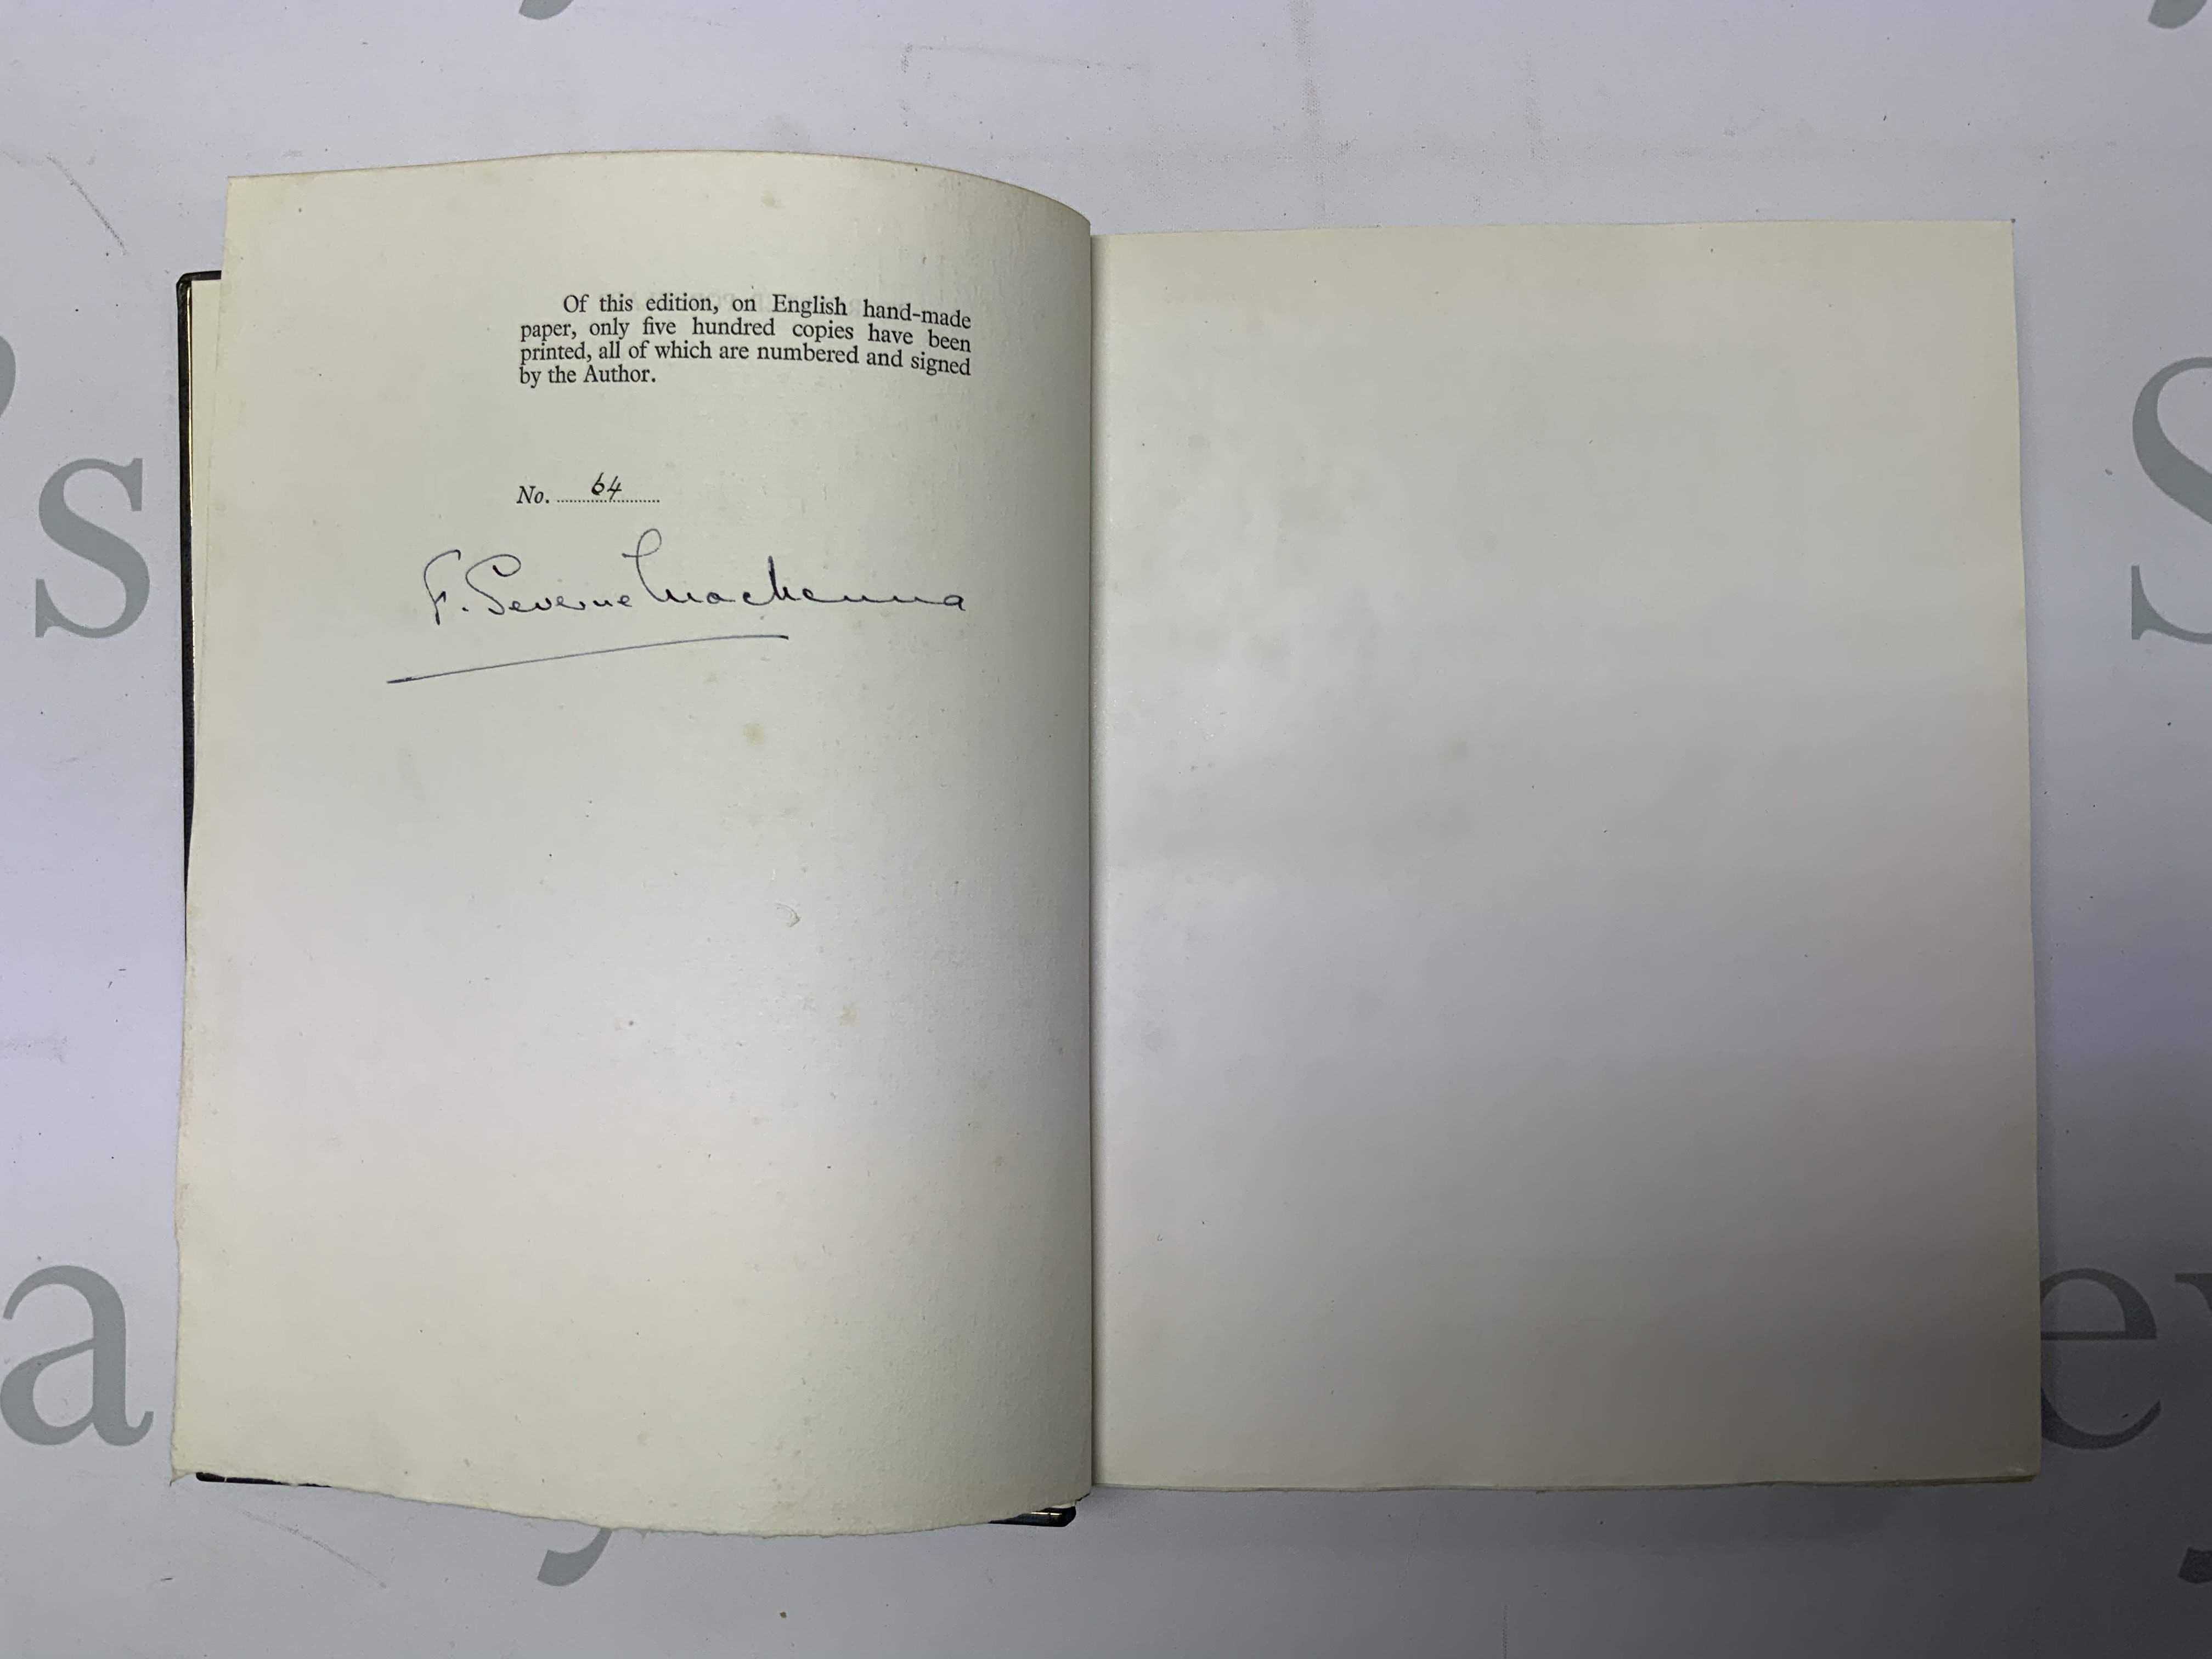 Of this edition, on English hand-made
paper, only five hundred copies have been
printed, all of which are numbered and signed
by the Author.
No. 64
F. Severne Mackenna
s
S
a
ey